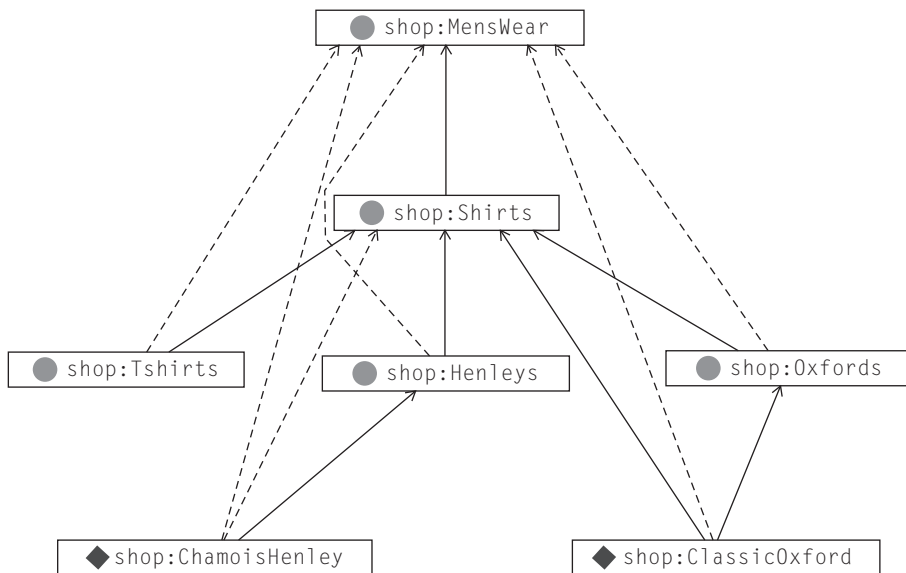 shop:MensWear
shop:Shirts
shop:Tshirts
shop:Henleys
shop:Oxfords
shop:ChamoisHenley
shop:ClassicOxford